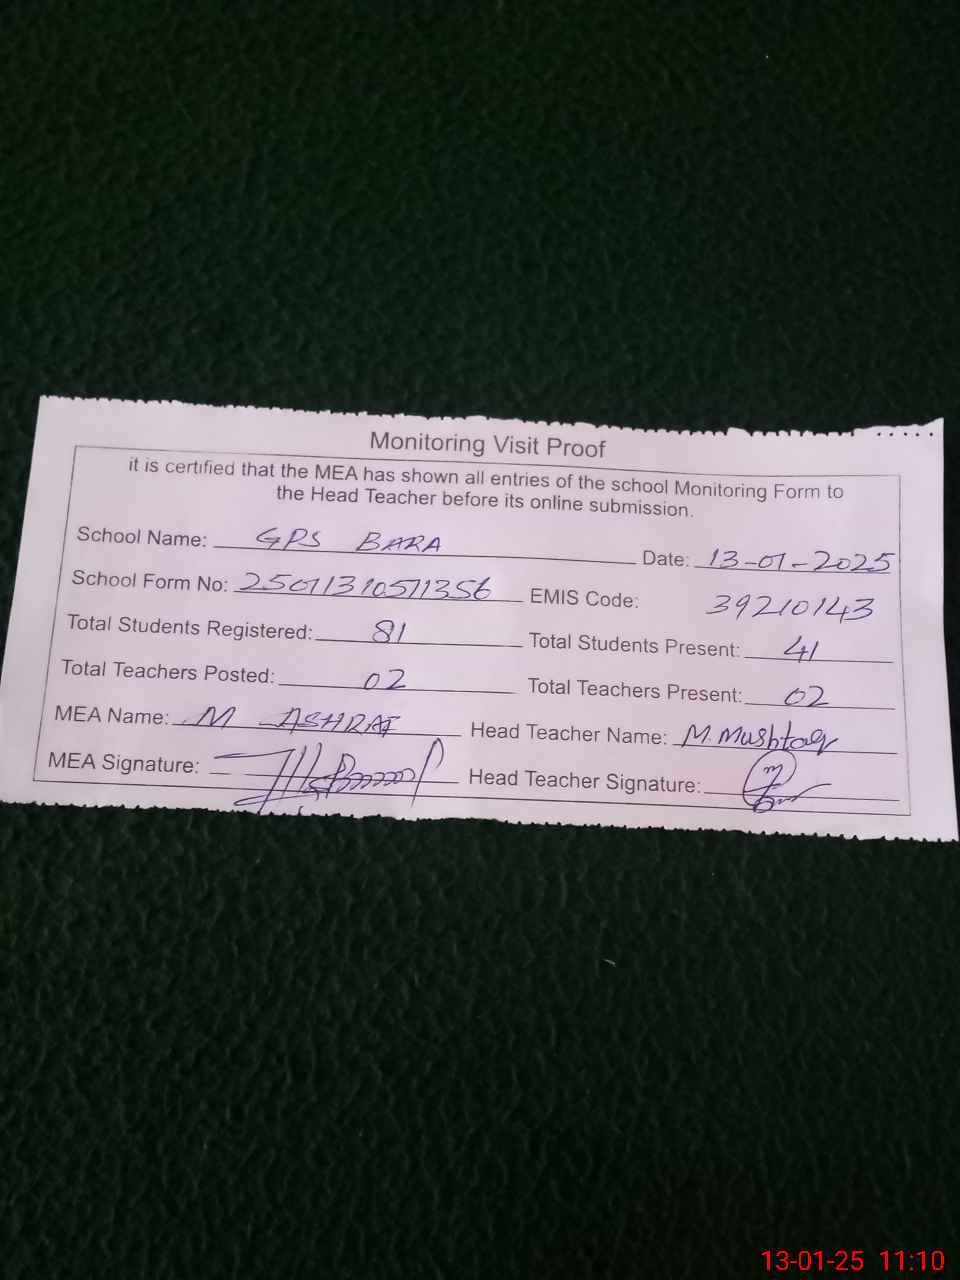 Monitoring Visit Proof
it is certified that the MEA has shown all entries of the school Monitoring Form to
the Head Teacher before its online submission.
School Name: GPS BARA Date: 13-01-2025
School Form No: 2501131051356 EMIS Code: 39210143
Total Students Registered: 81 Total Students Present: 41
Total Teachers Posted: 02 Total Teachers Present: 02
MEA Name: M ASHRAF Head Teacher Name: M. Mushtaq
MEA Signature: Head Teacher Signature:
13-01-25 11:10